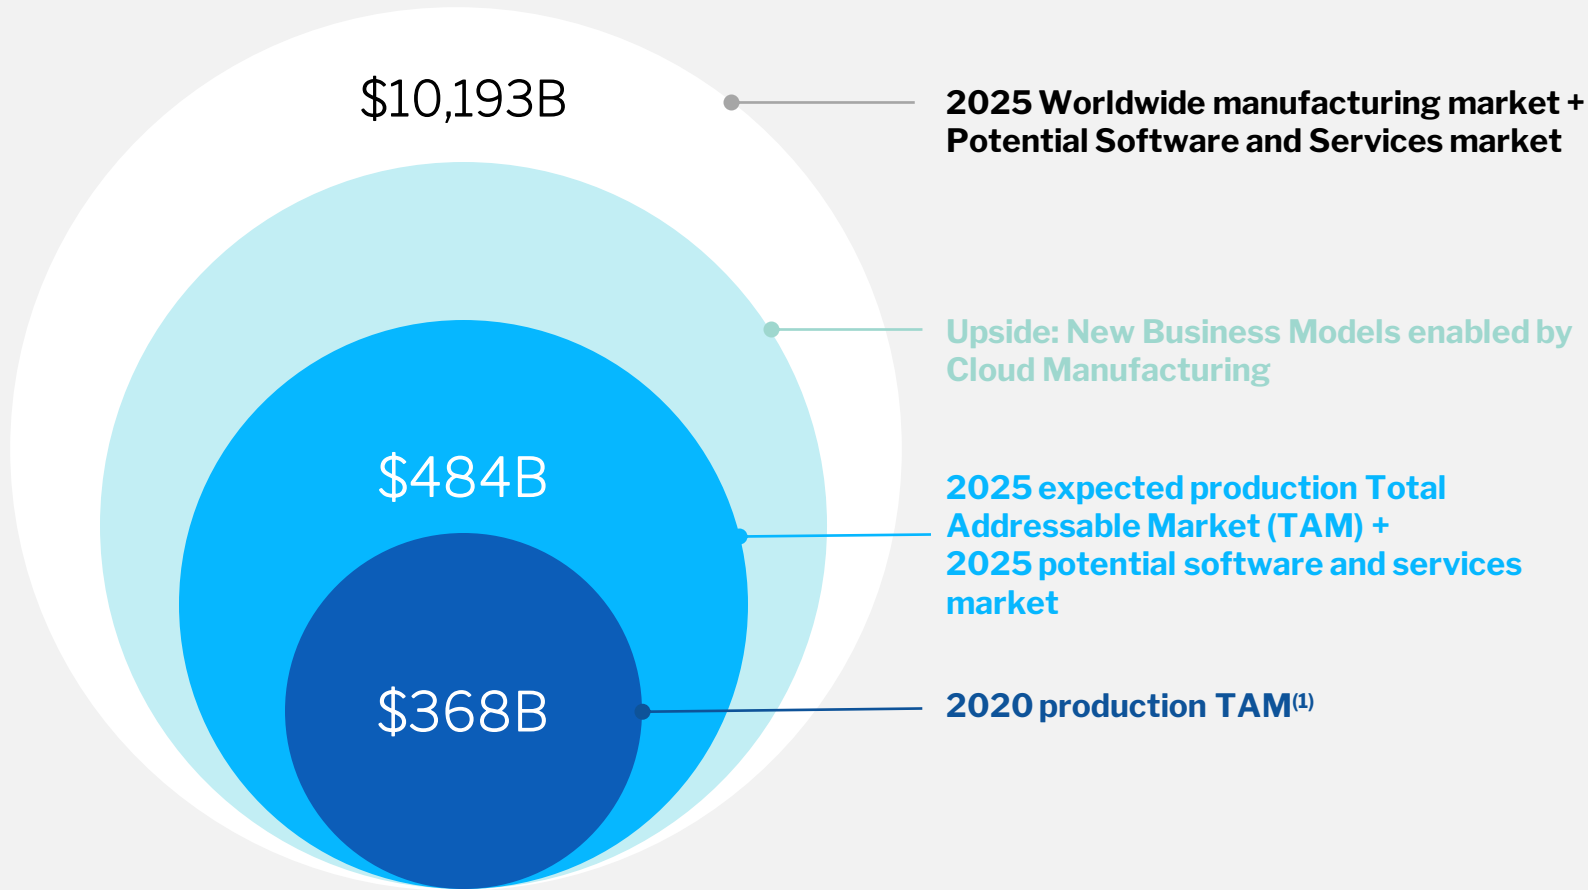 $10,193B
2025 Worldwide manufacturing market +
Potential Software and Services market
Upside: New Business Models enabled by
Cloud Manufacturing
$484B
2025 expected production Total
Addressable Market (TAM) +
2025 potential software and services
market
$368B
2020 production TAM(1)